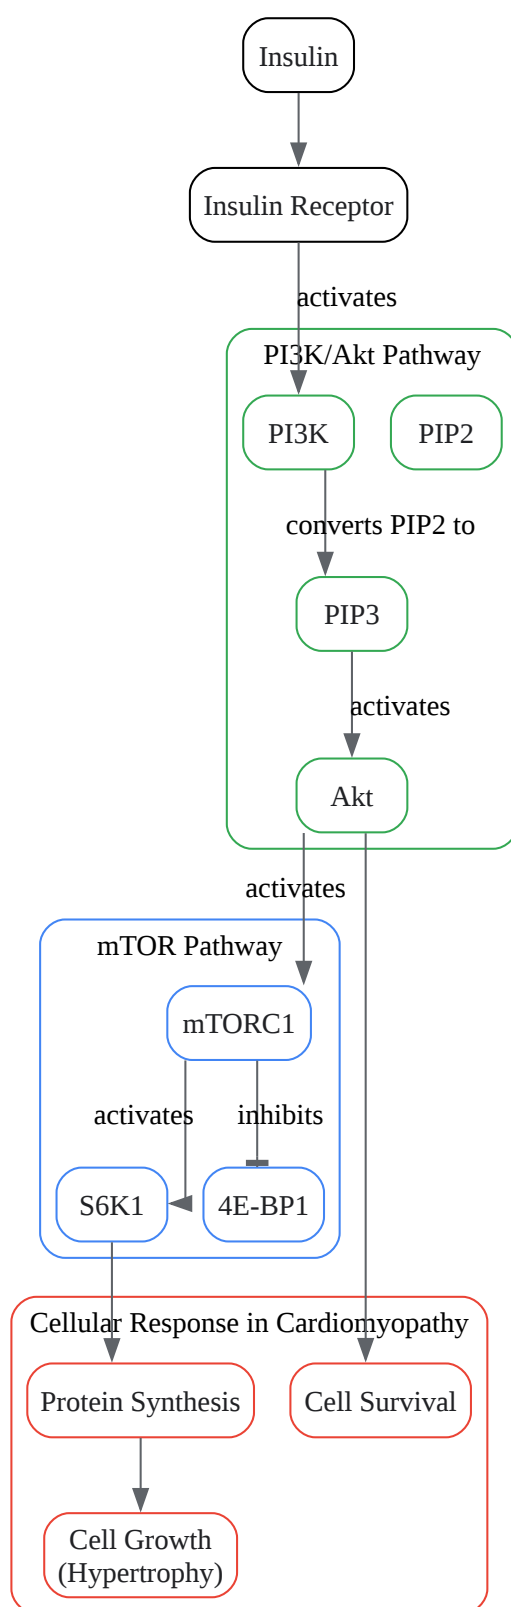 Insulin
Insulin Receptor
activates
PI3K/Akt Pathway
PI3K
PIP2
converts PIP2 to
PIP3
activates
Akt
activates
mTOR Pathway
mTORC1
activates
inhibits
S6K1
4E-BP1
Cellular Response in Cardiomyopathy
Protein Synthesis
Cell Survival
Cell Growth
(Hypertrophy)